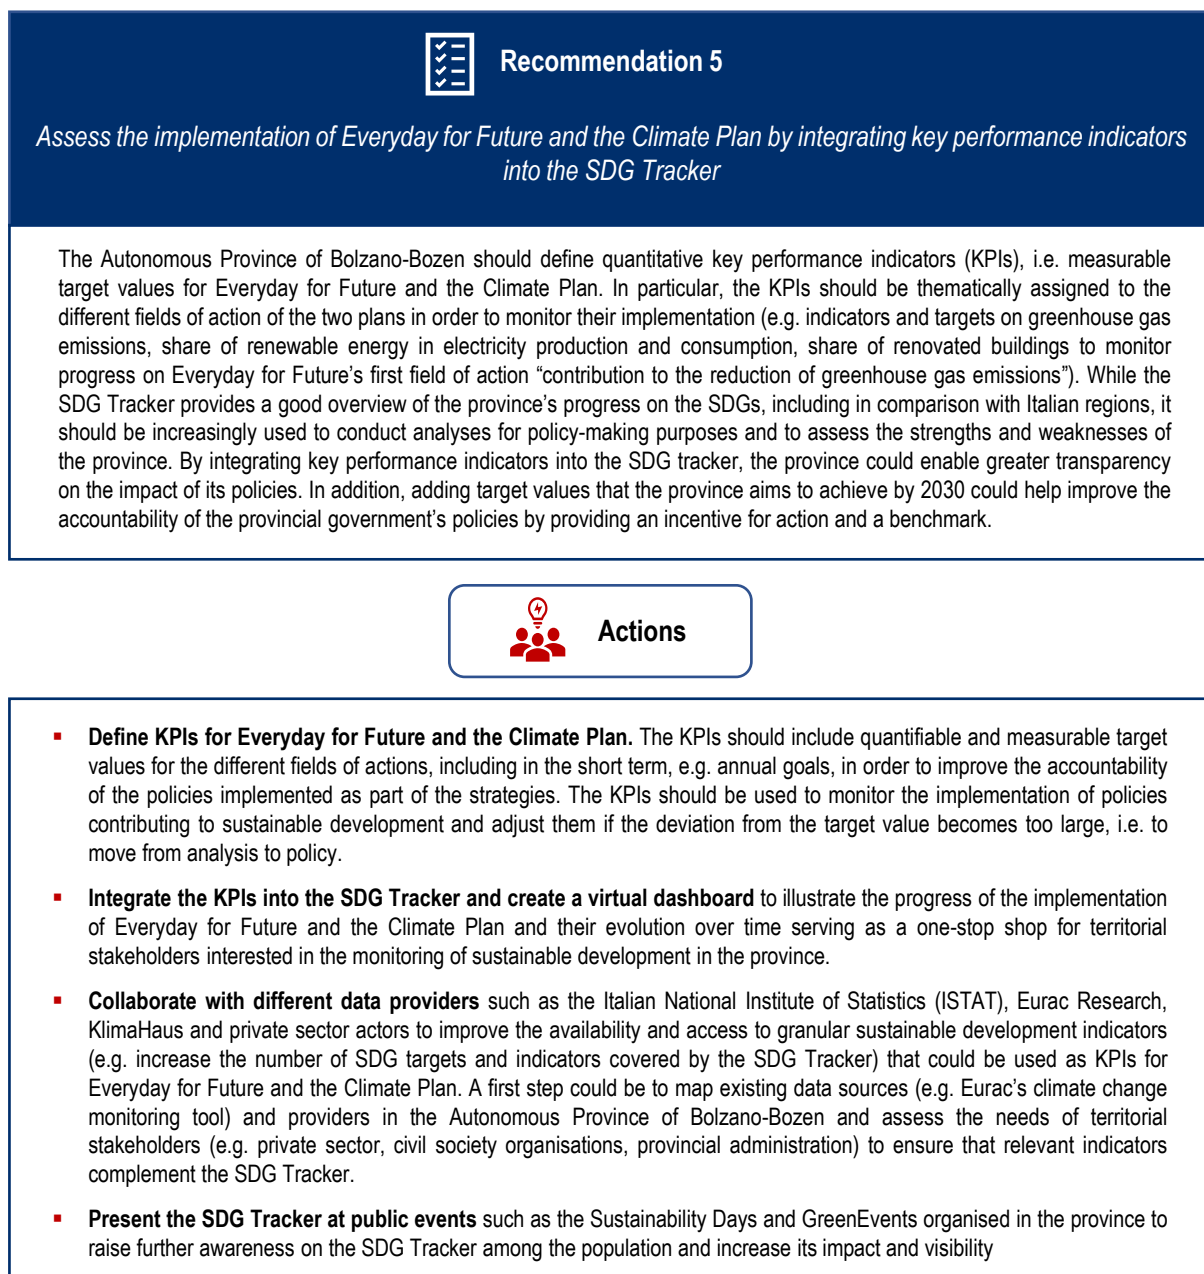 Recommendation 5
Assess the implementation of Everyday for Future and the Climate Plan by integrating key performance indicators
into the SDG Tracker
The Autonomous Province of Bolzano-Bozen should define quantitative key performance indicators (KPIs), i.e. measurable
target values for Everyday for Future and the Climate Plan. In particular, the KPIs should be thematically assigned to the
different fields of action of the two plans in order to monitor their implementation (e.g. indicators and targets on greenhouse gas
emissions, share of renewable energy in electricity production and consumption, share of renovated buildings to monitor
progress on Everyday for Future's first field of action “contribution to the reduction of greenhouse gas emissions”). While the
SDG Tracker provides a good overview of the province's progress on the SDGs, including in comparison with Italian regions, it
should be increasingly used to conduct analyses for policy-making purposes and to assess the strengths and weaknesses of
the province. By integrating key performance indicators into the SDG tracker, the province could enable greater transparency
on the impact of its policies. In addition, adding target values that the province aims to achieve by 2030 could help improve the
accountability of the provincial government's policies by providing an incentive for action and a benchmark.
Actions
▪ Define KPIs for Everyday for Future and the Climate Plan. The KPIs should include quantifiable and measurable target
values for the different fields of actions, including in the short term, e.g. annual goals, in order to improve the accountability
of the policies implemented as part of the strategies. The KPIs should be used to monitor the implementation of policies
contributing to sustainable development and adjust them if the deviation from the target value becomes too large, i.e. to
move from analysis to policy.
▪ Integrate the KPIs into the SDG Tracker and create a virtual dashboard to illustrate the progress of the implementation
of Everyday for Future and the Climate Plan and their evolution over time serving as a one-stop shop for territorial
stakeholders interested in the monitoring of sustainable development in the province.
▪ Collaborate with different data providers such as the Italian National Institute of Statistics (ISTAT), Eurac Research,
KlimaHaus and private sector actors to improve the availability and access to granular sustainable development indicators
(e.g. increase the number of SDG targets and indicators covered by the SDG Tracker) that could be used as KPIs for
Everyday for Future and the Climate Plan. A first step could be to map existing data sources (e.g. Eurac's climate change
monitoring tool) and providers in the Autonomous Province of Bolzano-Bozen and assess the needs of territorial
stakeholders (e.g. private sector, civil society organisations, provincial administration) to ensure that relevant indicators
complement the SDG Tracker.
▪ Present the SDG Tracker at public events such as the Sustainability Days and GreenEvents organised in the province to
raise further awareness on the SDG Tracker among the population and increase its impact and visibility